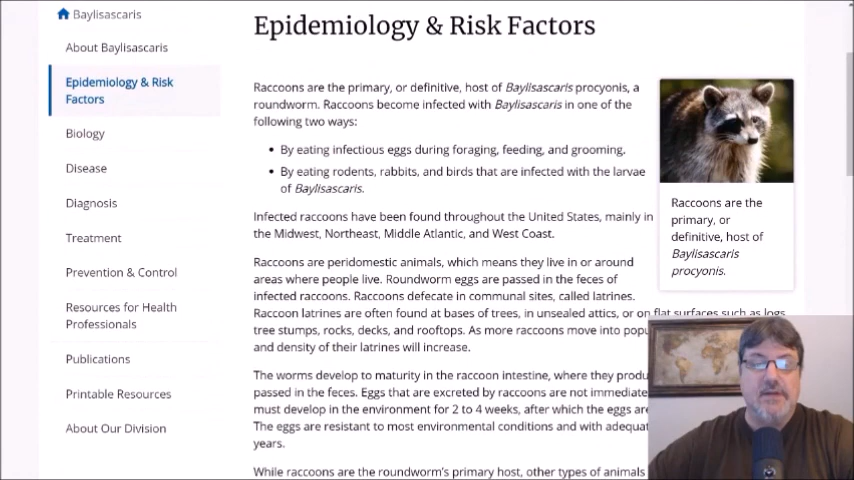 Baylisascaris
About Baylisascaris
Epidemiology & Risk
Factors
Biology
Disease
Diagnosis
Treatment
Prevention & Control
Resources for Health
Professionals
Publications
Printable Resources
About Our Division
Epidemiology & Risk Factors
Raccoons are the primary, or definitive, host of Baylisascaris procyonis, a
roundworm. Raccoons become infected with Baylisascaris in one of the
following two ways:
• By eating infectious eggs during foraging, feeding, and grooming.
• By eating rodents, rabbits, and birds that are infected with the larvae
of Baylisascaris.
Infected raccoons have been found throughout the United States, mainly in
the Midwest, Northeast, Middle Atlantic, and West Coast.
Raccoons are peridomestic animals, which means they live in or around
areas where people live. Roundworm eggs are passed in the feces of
infected raccoons. Raccoons defecate in communal sites, called latrines.
Raccoon latrines are often found at bases of trees, in unsealed attics, or on flat surfaces such as logs,
tree stumps, rocks, decks, and rooftops. As more raccoons move into popu
and density of their latrines will increase.
The worms develop to maturity in the raccoon intestine, where they produ
passed in the feces. Eggs that are excreted by raccoons are not immediate
must develop in the environment for 2 to 4 weeks, after which the eggs are
The eggs are resistant to most environmental conditions and with adequat
years.
While raccoons are the roundworm's primary host, other types of animals
Raccoons are the
primary, or
definitive, host of
Baylisascaris
procyonis.